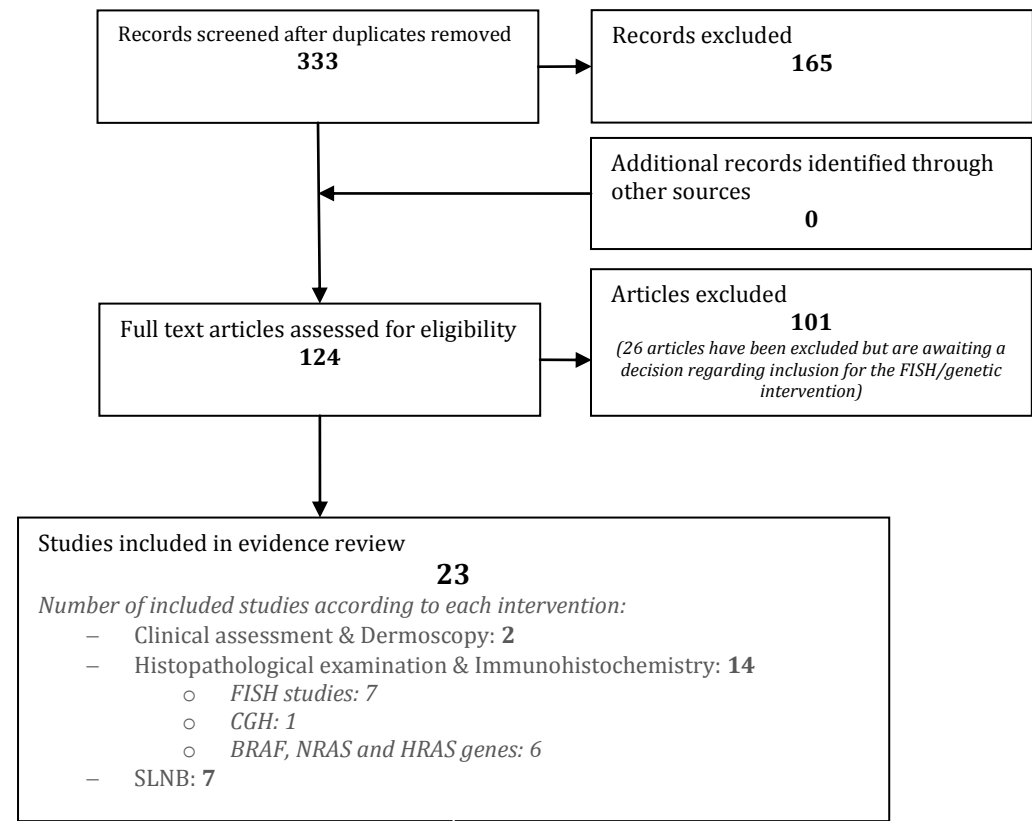 Records screened after duplicates removed
333
Records excluded
165
Additional records identified through
other sources
0
Full text articles assessed for eligibility
124
Articles excluded
101
(26 articles have been excluded but are awaiting a
decision regarding inclusion for the FISH/genetic
intervention)
Studies included in evidence review
23
Number of included studies according to each intervention:
– Clinical assessment & Dermoscopy: 2
– Histopathological examination & Immunohistochemistry: 14
o FISH studies: 7
o CGH: 1
o BRAF, NRAS and HRAS genes: 6
– SLNB: 7